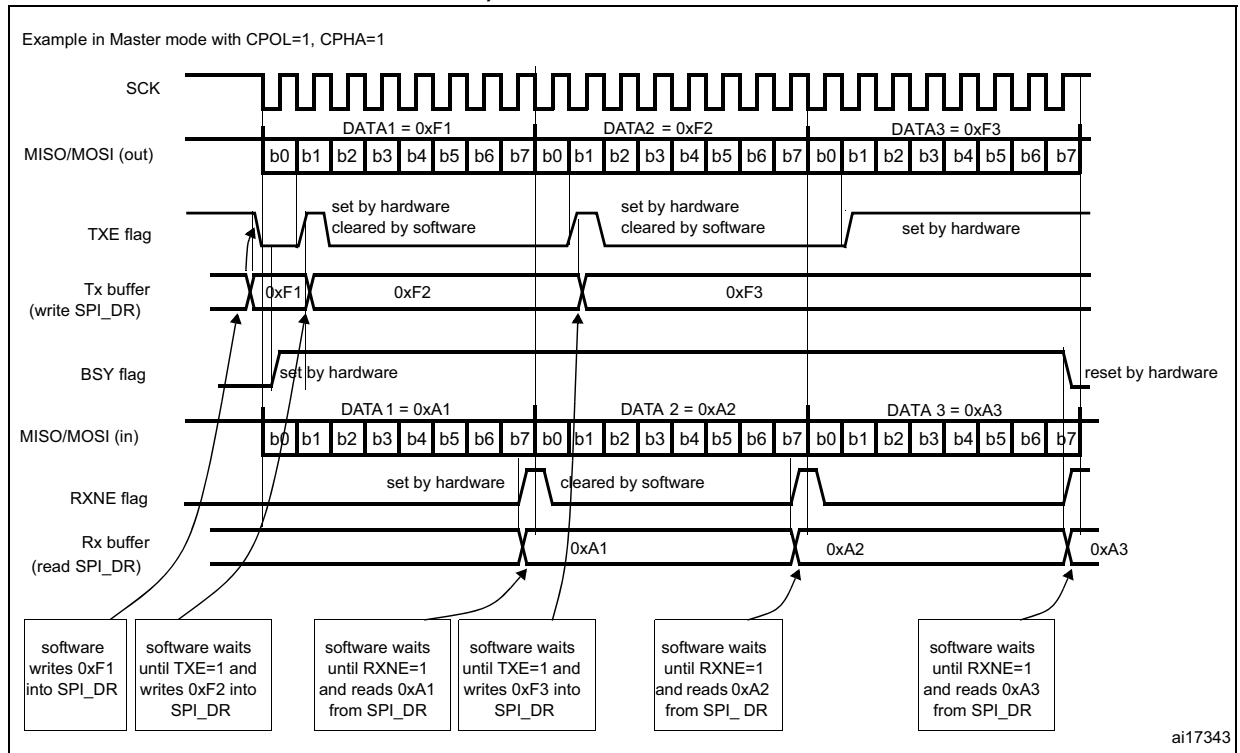 Example in Master mode with CPOL=1, CPHA=1
SCK
DATA1 = 0xF1
DATA2 = 0xF2
DATA3 = 0xF3
MISO/MOSI (out)
b0 b1 b2 b3 b4 b5 b6 b7 b0 b1 b2 b3 b4 b5 b6 b7 b0 b1 b2 b3 b4 b5 b6 b7
TXE flag
set by hardware
cleared by software
set by hardware
cleared by software
set by hardware
Tx buffer
(write SPI_DR)
0xF1
0xF2
0xF3
BSY flag
set by hardware
reset by hardware
DATA 1 = 0xA1
DATA 2 = 0xA2
DATA 3 = 0xA3
MISO/MOSI (in)
b0 b1 b2 b3 b4 b5 b6 b7 b0 b1 b2 b3 b4 b5 b6 b7 b0 b1 b2 b3 b4 b5 b6 b7
RXNE flag
set by hardware
cleared by software
Rx buffer
(read SPI_DR)
0xA1
0xA2
0xA3
software
writes 0xF1
into SPI_DR
software waits
until TXE=1 and
writes 0xF2 into
SPI_DR
software waits
until RXNE=1
and reads 0xA1
from SPI_DR
software waits
until TXE=1 and
writes 0xF3 into
SPI_DR
software waits
until RXNE=1
and reads 0xA2
from SPI_ DR
software waits
until RXNE=1
and reads 0xA3
from SPI_DR
ai17343